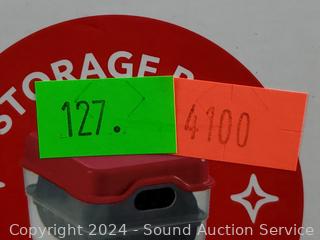 STORAGE
127.
4100
Copyright 2024 - Sound Auction Service